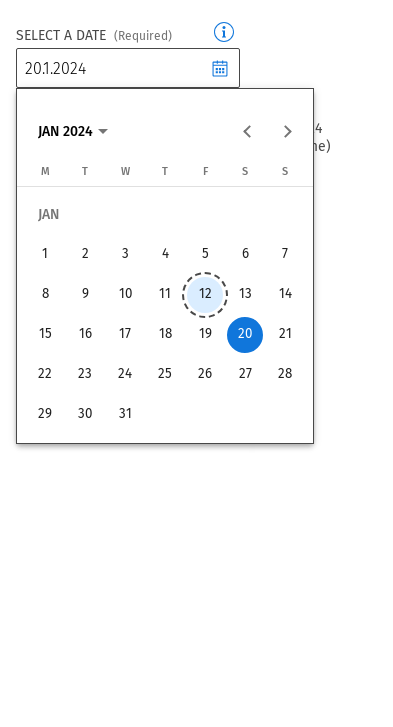 SELECT A DATE (Required)
20.1.2024
JAN 2024
M T W T F S S
JAN
1 2 3 4 5 6 7
8 9 10 11 12 13 14
15 16 17 18 19 20 21
22 23 24 25 26 27 28
29 30 31